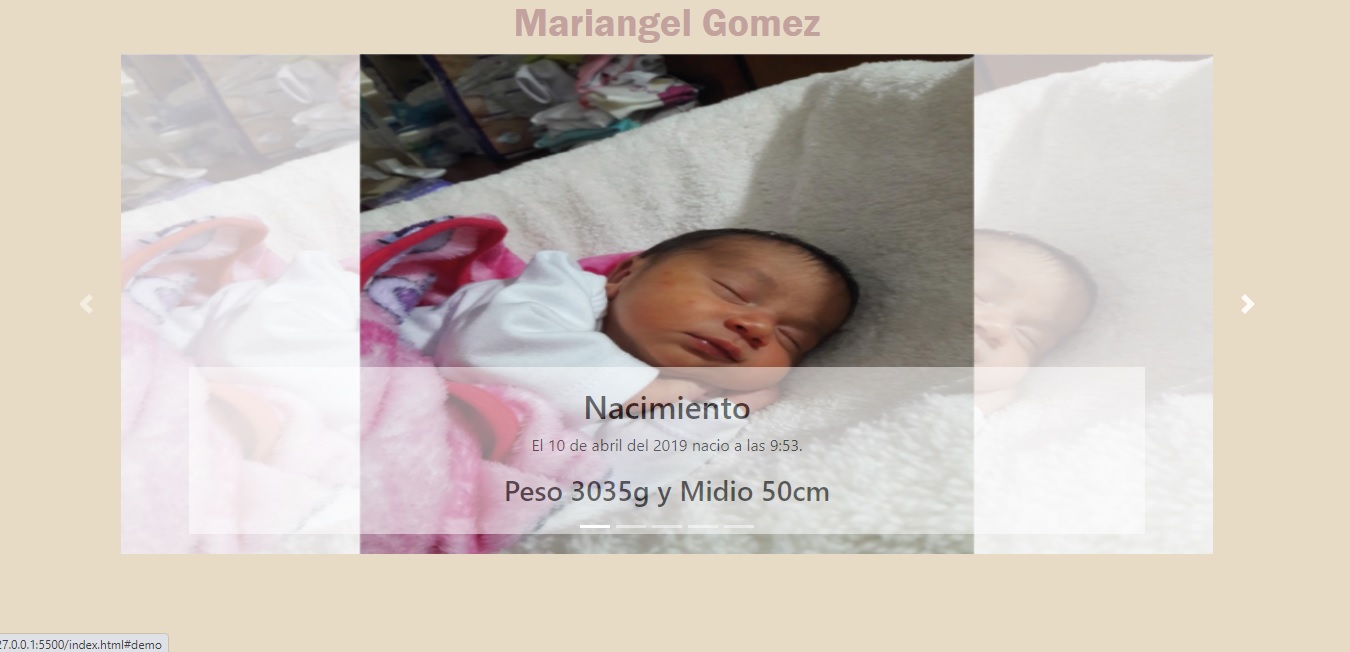 Mariangel Gomez
Nacimiento
El 10 de abril del 2019 nacio a las 9:53.
Peso 3035g y Midio 50cm
27.0.0.1:5500/index.html#demo